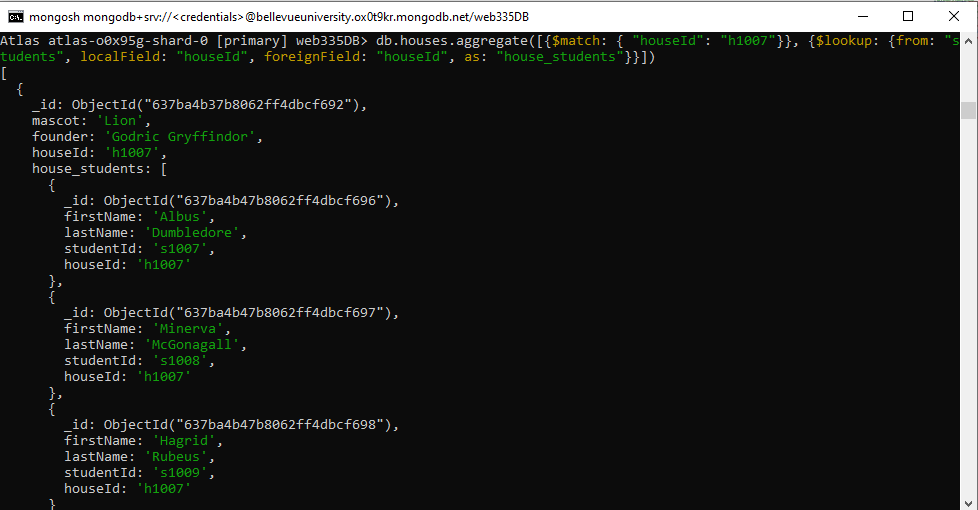 mongosh mongodb+srv://<credentials>@bellevueuniversity.ox0t9kr.mongodb.net/web335DB
Atlas atlas-o0x95g-shard-0 [primary] web335DB> db.houses.aggregate([{$match: { "houseId": "h1007"}}, {$lookup: {from: "s
tudents", localField: "houseId", foreignField: "houseId", as: "house_students"}}])
[
  {
    _id: ObjectId("637ba4b37b8062ff4dbcf692"),
    mascot: 'Lion',
    founder: 'Godric Gryffindor',
    houseId: 'h1007',
    house_students: [
      {
        _id: ObjectId("637ba4b47b8062ff4dbcf696"),
        firstName: 'Albus',
        lastName: 'Dumbledore',
        studentId: 's1007',
        houseId: 'h1007'
      },
      {
        _id: ObjectId("637ba4b47b8062ff4dbcf697"),
        firstName: 'Minerva',
        lastName: 'McGonagall',
        studentId: 's1008',
        houseId: 'h1007'
      },
      {
        _id: ObjectId("637ba4b47b8062ff4dbcf698"),
        firstName: 'Hagrid',
        lastName: 'Rubeus',
        studentId: 's1009',
        houseId: 'h1007'
      }